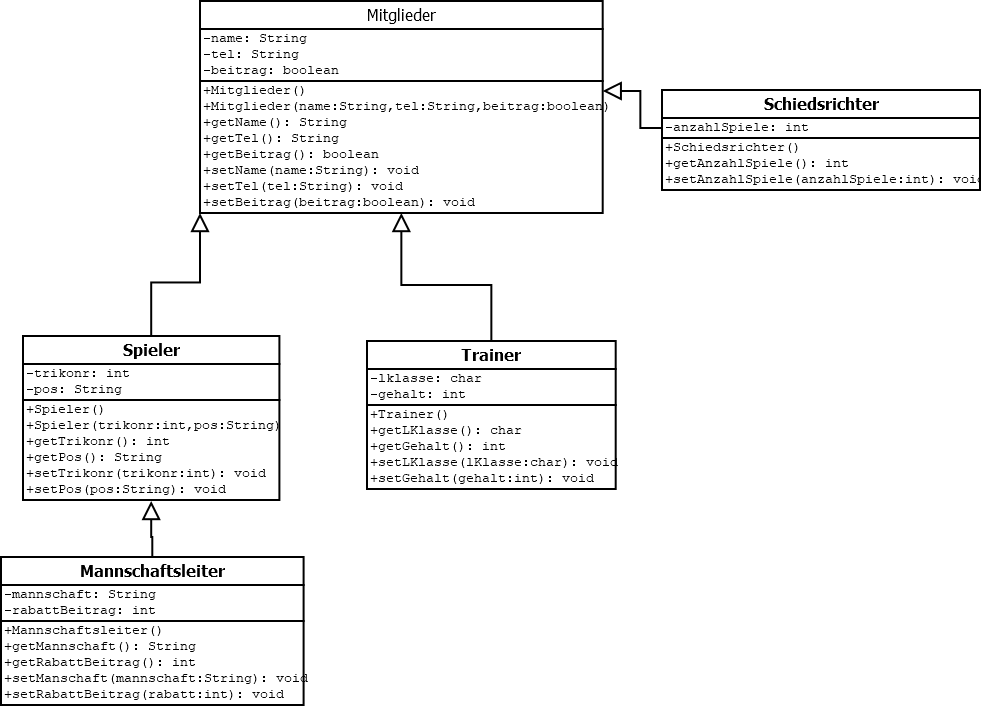 Mitglieder
-name: String
-tel: String
-beitrag: boolean
+Mitglieder()
+Mitglieder(name:String,tel:String,beitrag:boolean)
+getName(): String
+getTel(): String
+getBeitrag(): boolean
+setName(name:String): void
+setTel(tel:String): void
+setBeitrag(beitrag:boolean): void
Schiedsrichter
-anzahlSpiele: int
+Schiedsrichter()
+getAnzahlSpiele(): int
+setAnzahlSpiele(anzahlSpiele:int): void
Spieler
-trikonr: int
-pos: String
+Spieler()
+Spieler(trikonr:int,pos:String)
+getTrikonr(): int
+getPos(): String
+setTrikonr(trikonr:int): void
+setPos(pos:String): void
Trainer
-lklasse: char
-gehalt: int
+Trainer()
+getLKlasse(): char
+getGehalt(): int
+setLKlasse(lKlasse:char): void
+setGehalt(gehalt:int): void
Mannschaftsleiter
-mannschaft: String
-rabattBeitrag: int
+Mannschaftsleiter()
+getMannschaft(): String
+getRabattBeitrag(): int
+setManschaft(mannschaft:String): void
+setRabattBeitrag(rabatt:int): void